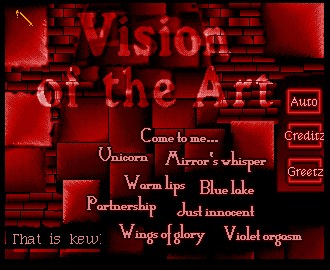 Vision
of the Art
Auto
Come to me...
Creditz
Unicorn
Mirror's whisper
Greetz
Warm lips
Blue lake
Partnership
Just innocent
Wings of glory
Violet orgasm
That is kew!